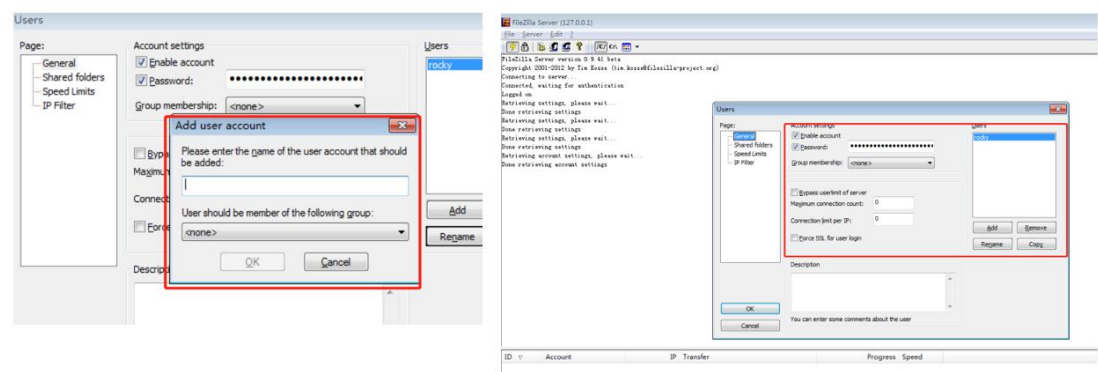 Users
Page:
General
Shared folders
Speed Limits
IP Filter
Account settings
Enable account
Password:
Group membership: <none>
Users
rocky
Add user account
Please enter the name of the user account that should
be added:
User should be member of the following group:
<none>
OK
Cancel
Bypa
Maximun
Connect
Force
Descript
Add
Rename
FileZilla Server (127.0.0.1)
File Server Edit ?
FileZilla Server version 0.9.41 beta
Copyright 2001-2012 by Tim Kosse (tim.kosse@filezilla-project.org)
Connecting to server...
Connected, waiting for authentication
Logged on
Retrieving settings, please wait...
Done retrieving settings
Retrieving settings, please wait...
Done retrieving settings
Retrieving settings, please wait...
Done retrieving settings
Retrieving account settings, please wait...
Done retrieving account settings
Users
Page:
General
Shared folders
Speed Limits
IP Filter
Account settings
Enable account
Password:
Group membership: <none>
Bypass userlimit of server
Maximum connection count: 0
Connection limit per IP: 0
Force SSL for user login
Users
rocky
Add Remove
Rename Copy
Description
You can enter some comments about the user
OK
Cancel
ID Account IP Transfer Progress Speed